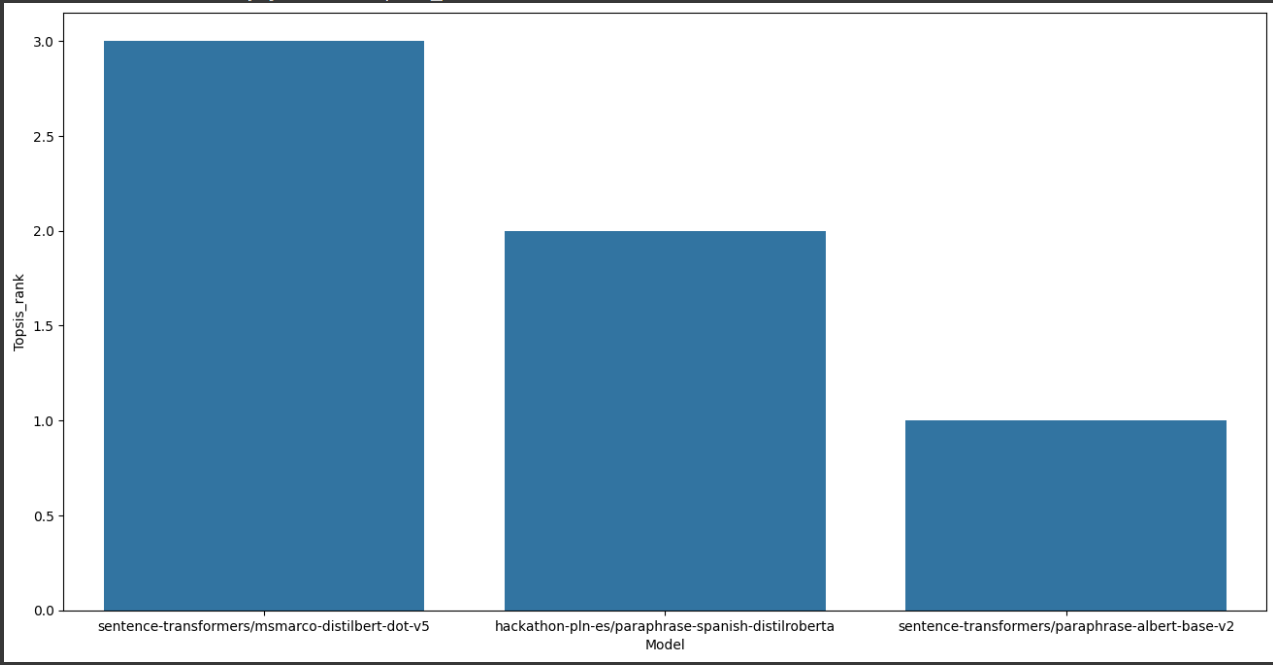 3.0
2.5
2.0
1.5
1.0
0.5
0.0
Topsis_rank
sentence-transformers/msmarco-distilbert-dot-v5 hackathon-pln-es/paraphrase-spanish-distilroberta sentence-transformers/paraphrase-albert-base-v2
Model